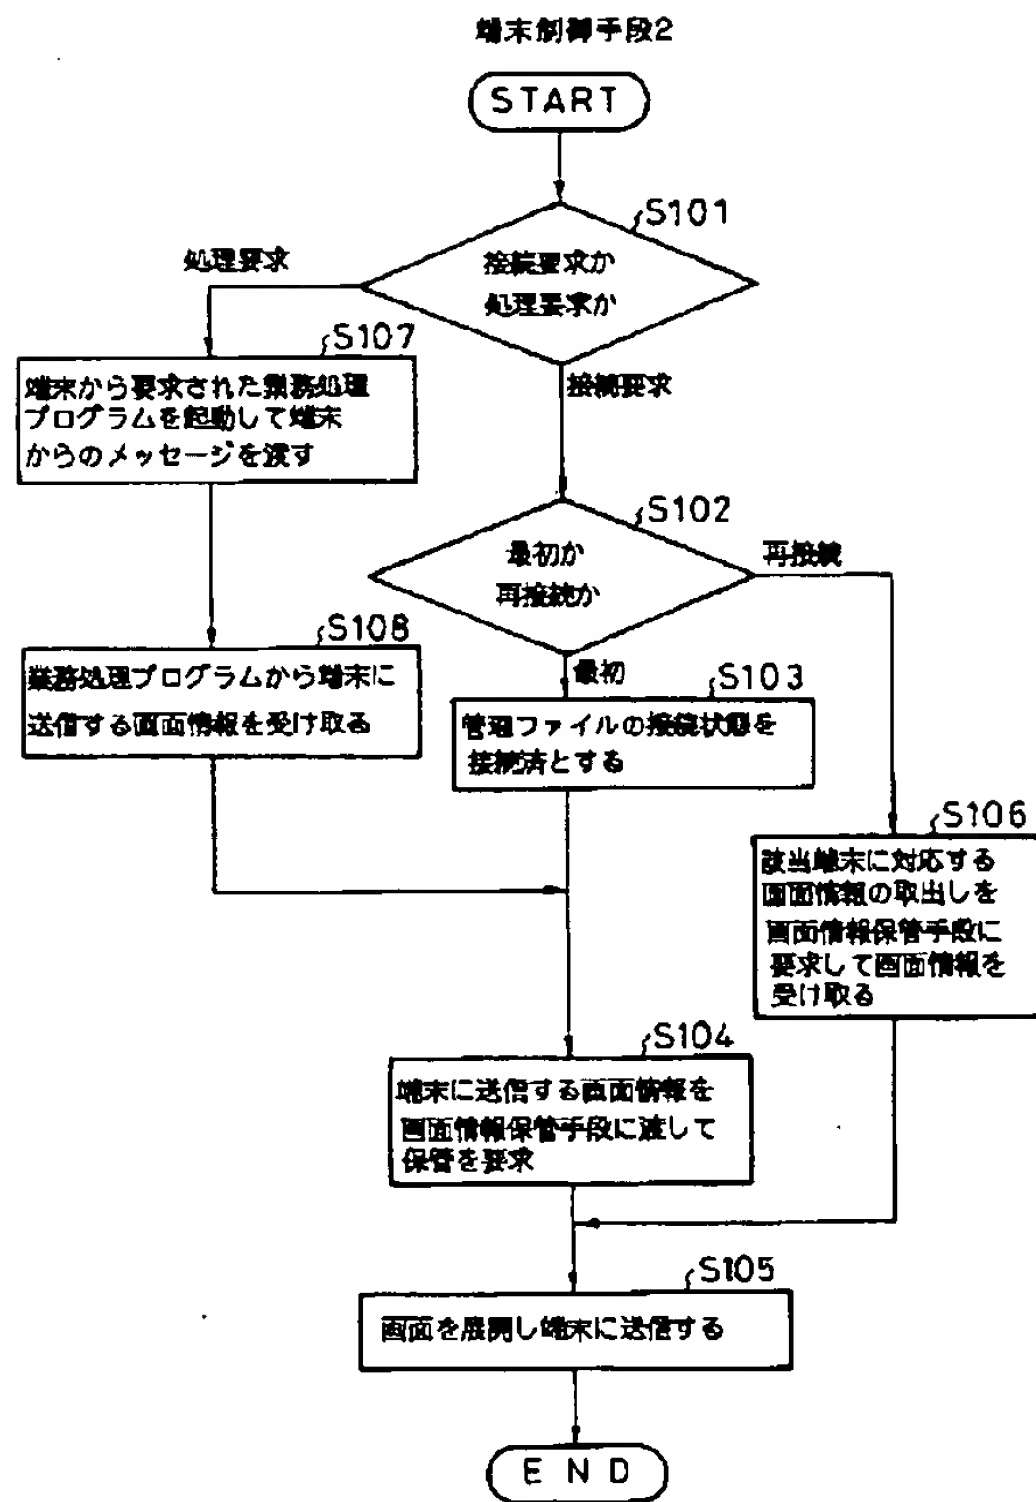 端末制御手段2
START
S101
接続要求か
処理要求か
処理要求
接続要求
S107
端末から要求された業務処理
プログラムを起動して端末
からのメッセージを渡す
S102
最初か
再接続か
再接続
最初
S108
業務処理プログラムから端末に
送信する画面情報を受け取る
S103
管理ファイルの接続状態を
接続済とする
S106
該当端末に対応する
画面情報の取出しを
画面情報保管手段に
要求して画面情報を
受け取る
S104
端末に送信する画面情報を
画面情報保管手段に渡して
保管を要求
S105
画面を展開し端末に送信する
END